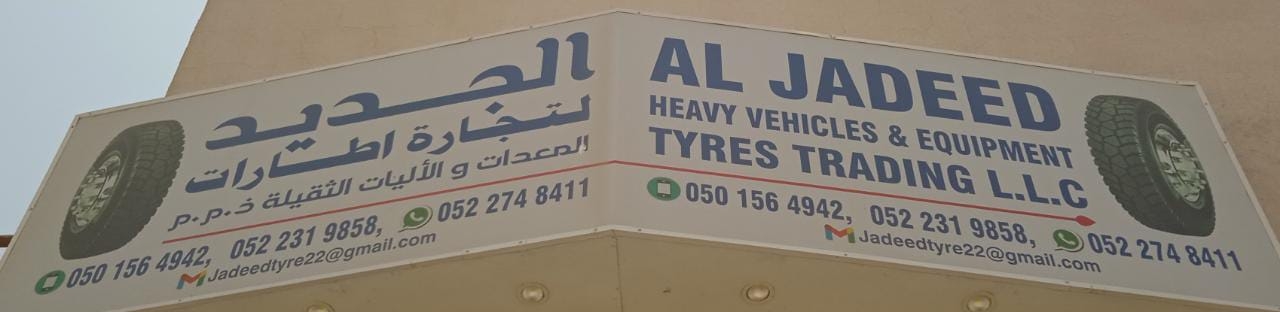 الجديد
لتجارة اطارات
المعدات و الأليات الثقيلة ذ.م.م
050 156 4942, 052 231 9858, 052 274 8411
Jadeedtyre22@gmail.com
AL JADEED
HEAVY VEHICLES & EQUIPMENT
TYRES TRADING L.L.C
050 156 4942, 052 231 9858, 052 274 8411
Jadeedtyre22@gmail.com